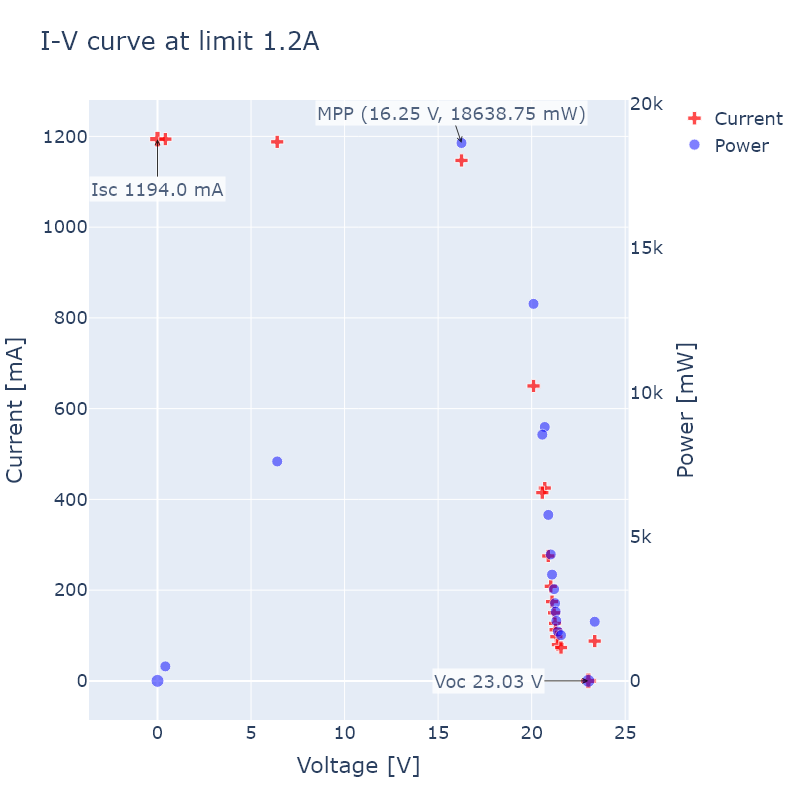 I-V curve at limit 1.2A
MPP (16.25 V, 18638.75 mW)
Isc 1194.0 mA
Voc 23.03 V
Current
Power
1200
1000
800
600
400
200
0
Current [mA]
20k
15k
10k
5k
0
Power [mW]
0 5 10 15 20 25
Voltage [V]